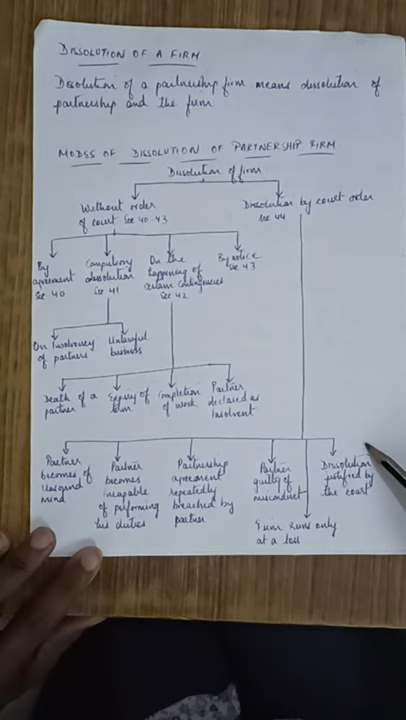 DISSOLUTION OF A FIRM
Dissolution of a partnership firm means dissolution of
partnership and the firm
MODES OF DISSOLUTION OF PARTNERSHIP FIRM
Dissolution of firm
Without order
of court Sec 40-43
Dissolution by court order
sec 44
By
agreement
Sec 40
Compulsory
dissolution
Sec 41
On the
happening of
certain contingencies
Sec 42
By notice
Sec 43
On Insolvency
of partners
Unlawful
business
Death of a
partner
Expiry of
term
Completion
of work
Partner
declared as
Insolvent
Partner
becomes of
Unsound
mind
Partner
becomes
incapable
of performing
his duties
Partnership
agreement
repeatedly
breached by
partner
Partner
guilty of
misconduct
Dissolution
justified by
the court
Firm runs only
at a loss